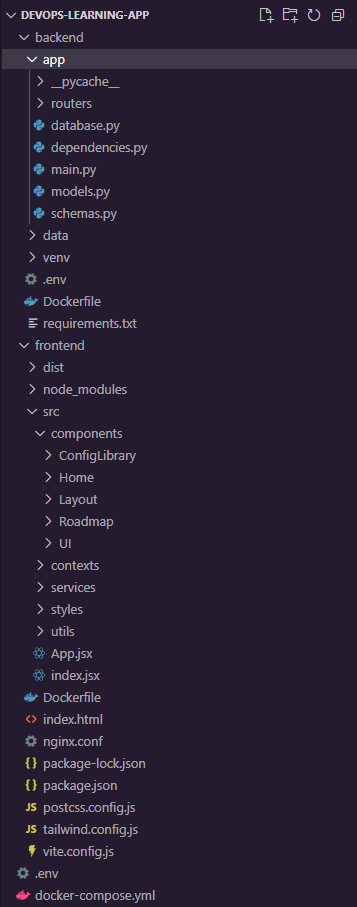 DEVOPS-LEARNING-APP
backend
app
__pycache__
routers
database.py
dependencies.py
main.py
models.py
schemas.py
data
venv
.env
Dockerfile
requirements.txt
frontend
dist
node_modules
src
components
ConfigLibrary
Home
Layout
Roadmap
UI
contexts
services
styles
utils
App.jsx
index.jsx
Dockerfile
index.html
nginx.conf
{} package-lock.json
{} package.json
JS postcss.config.js
JS tailwind.config.js
vite.config.js
.env
docker-compose.yml